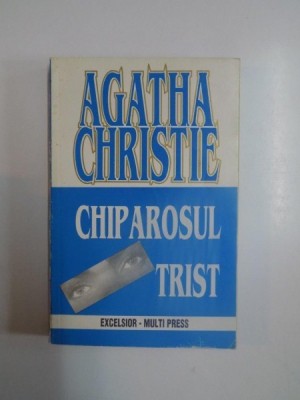 AGATHA
CHRISTIE
CHIPAROSUL
TRIST
EXCELSIOR - MULTI PRESS